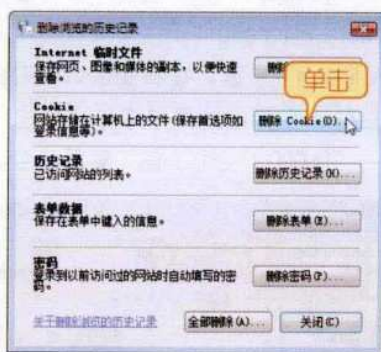 删除浏览的历史记录
Internet 临时文件
保存网页、图像和媒体的副本，以便快速
查看。
删除
单击
Cookie
网站存储在计算机上的文件(保存首选项如
登录信息等)。
删除 Cookie(O)...
历史记录
已访问网站的列表。
删除历史记录(H)...
表单数据
保存在表单中键入的信息。
删除表单(F)...
密码
登录到以前访问过的网站时自动填写的密
码。
删除密码(P)...
关于删除浏览的历史记录
全部删除(A)...
关闭(C)